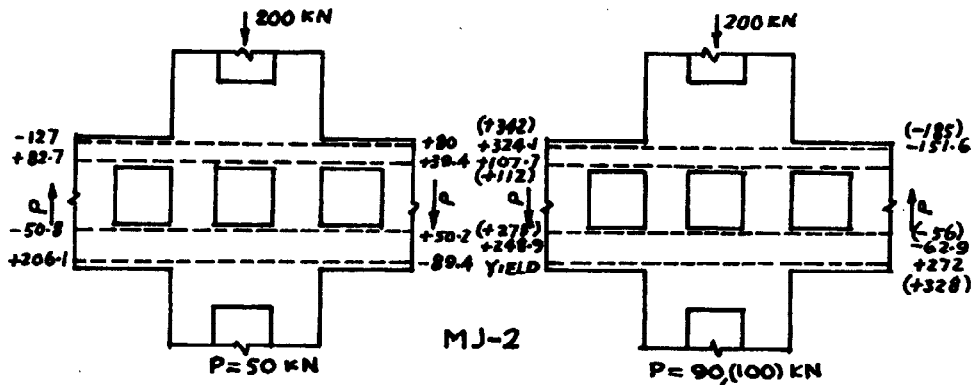 200 KN
-127
+82.7
P
-50.8
+206.1
+80
+39.4
P
+50.2
-89.4
P=50 KN
MJ-2
200 KN
(+342)
+324.1
+107.7
(+112)
P
+248.9
YIELD
(-185)
-151.6
P
(-56)
-62.9
+272
(+328)
P=90,(100) KN